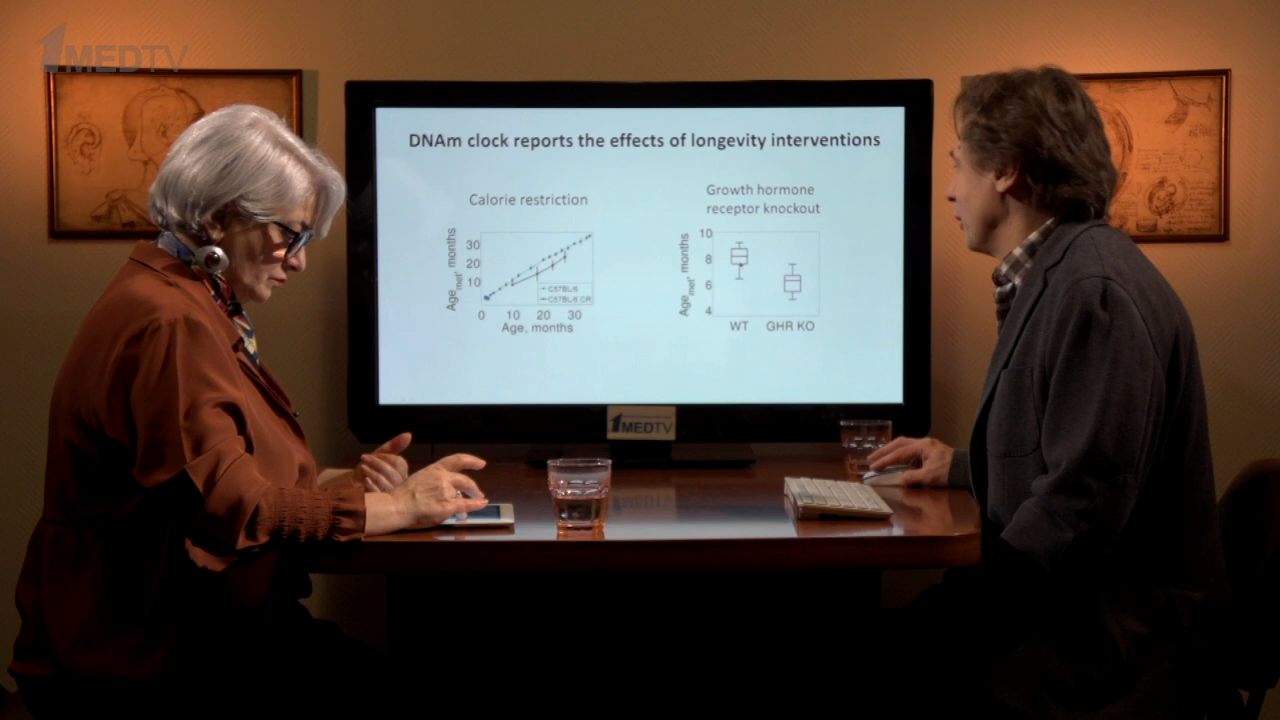 1MEDTV
DNAm clock reports the effects of longevity interventions
Calorie restriction
Growth hormone
receptor knockout
Age met, months
30
20
10
C57BL/6
C57BL/6 CR
0 10 20 30
Age, months
Age met, months
10
8
6
4
WT GHR KO
1MEDTV